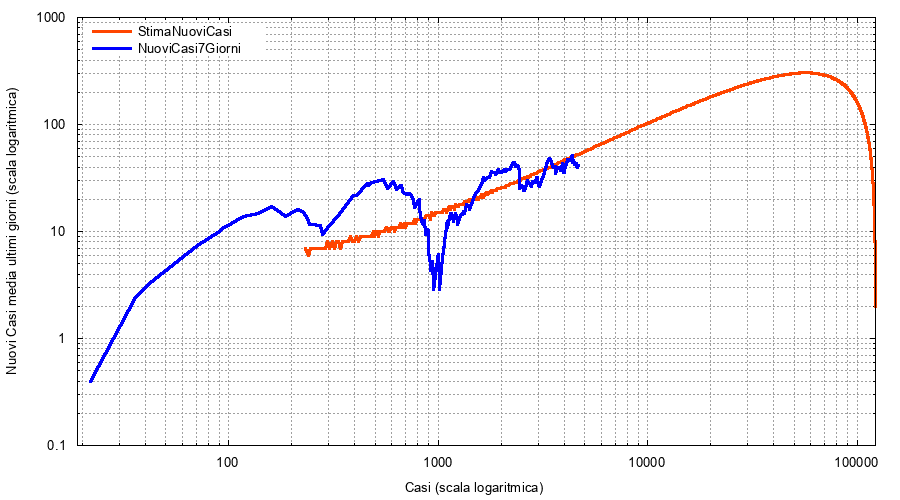 1000
StimaNuoviCasi
NuoviCasi7Giorni
100
10
1
0.1
Nuovi Casi media ultimi giorni (scala logaritmica)
100
1000
10000
100000
Casi (scala logaritmica)